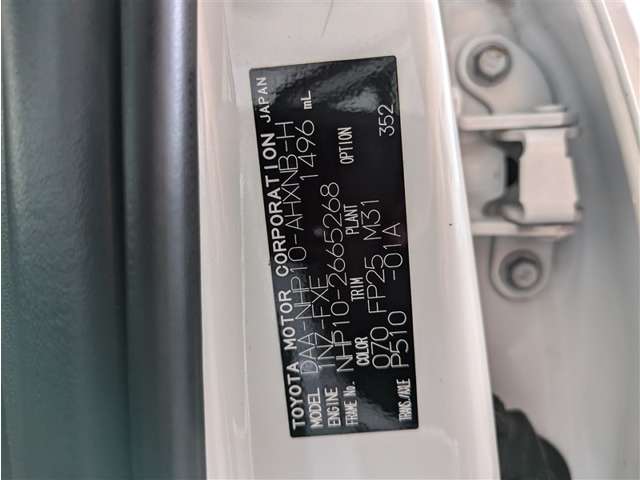 TOYOTA MOTOR CORPORATION JAPAN
MODEL DAA-NHP10-AHXNB-H
ENGINE 1NZ-FXE 1496 mL
FRAME No. NHP10-2665268
COLOR TRIM PLANT OPTION
070 FP25 M31 352
TRANS/AXLE P510 -01A